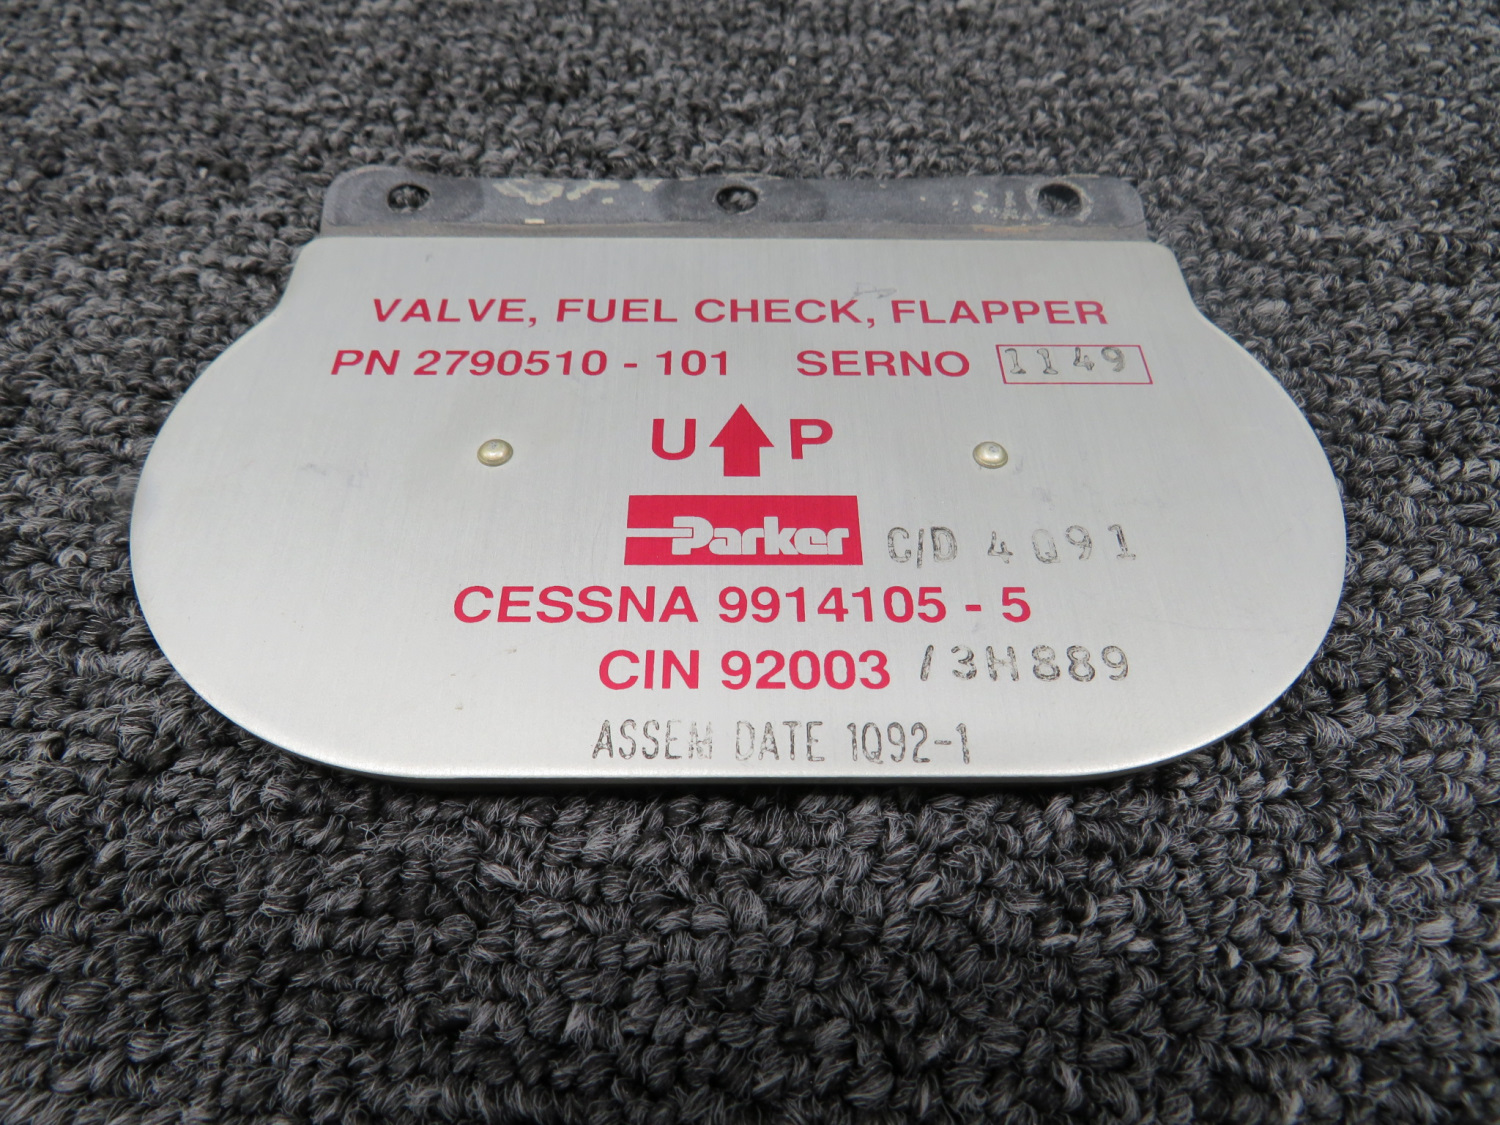 VALVE, FUEL CHECK, FLAPPER
PN 2790510 - 101 SERNO 1149
U P
Parker C/D 4Q91
CESSNA 9914105 - 5
CIN 92003 /3H889
ASSEM DATE 1Q92-1